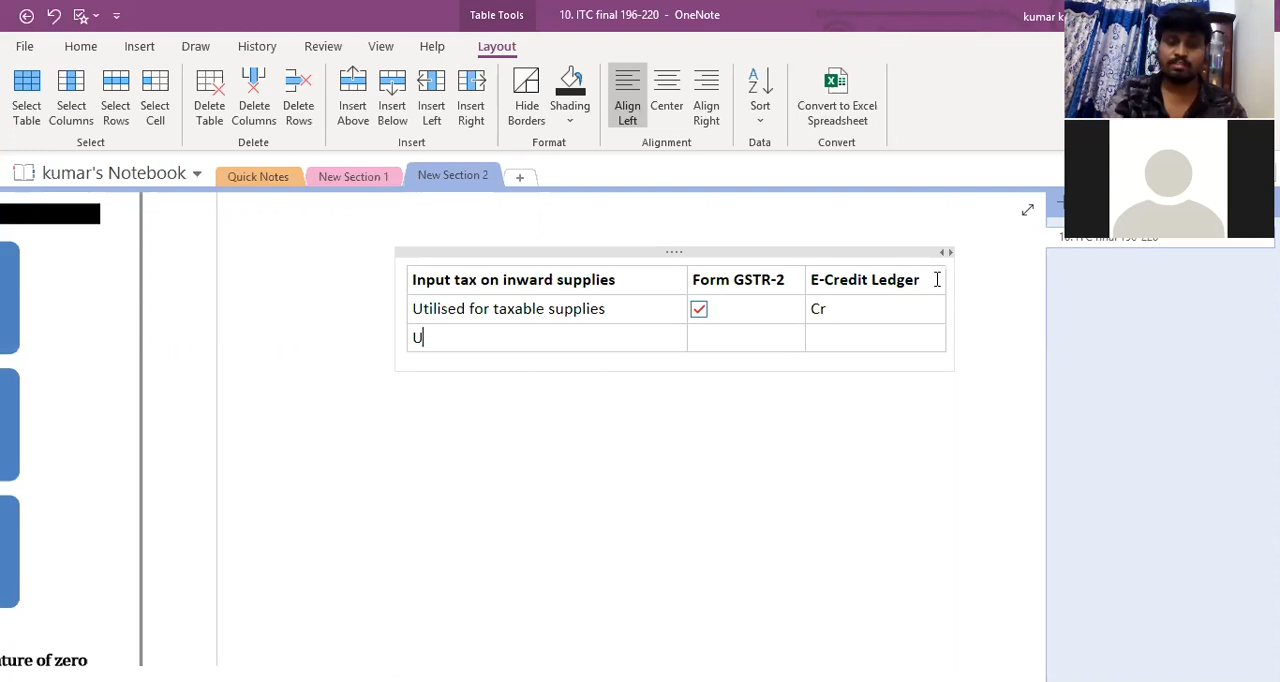 Table Tools
10. ITC final 196-220 - OneNote
kumar k
File Home Insert Draw History Review View Help Layout
Select Table
Select Columns
Select Rows
Select Cell
Delete Table
Delete Columns
Delete Rows
Insert Above
Insert Below
Insert Left
Insert Right
Hide Borders
Shading
Align Left
Center
Align Right
Sort
Convert to Excel Spreadsheet
Select Delete Insert Format Alignment Data Convert
kumar's Notebook
Quick Notes New Section 1 New Section 2
Input tax on inward supplies Form GSTR-2 E-Credit Ledger
Utilised for taxable supplies Cr
U
ture of zero